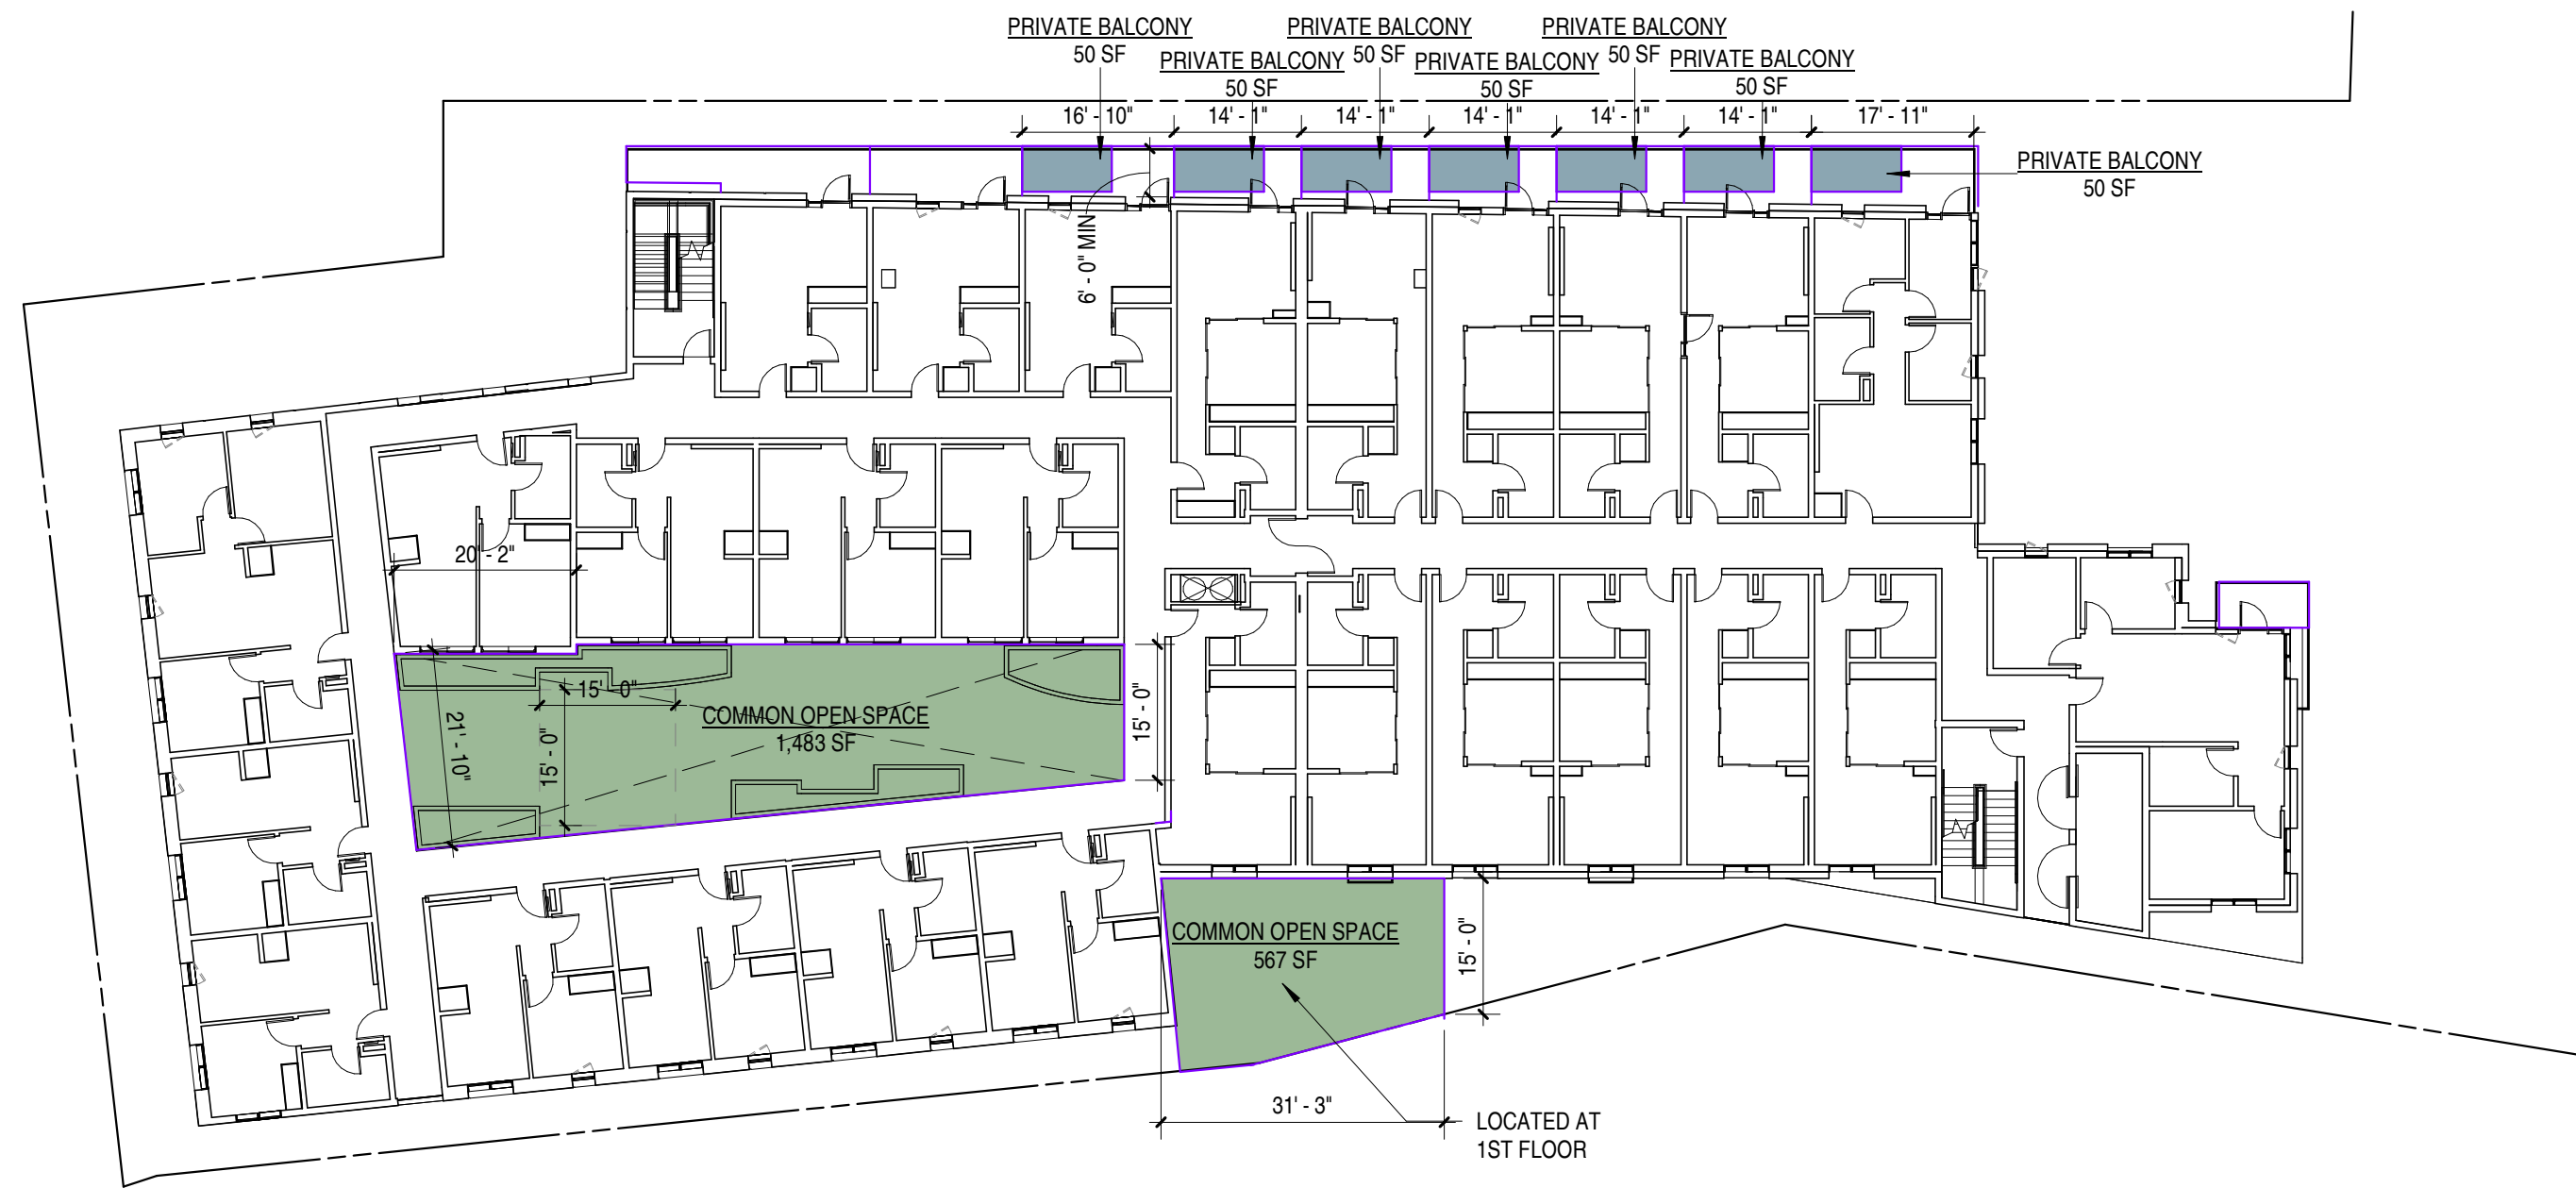 PRIVATE BALCONY
50 SF
PRIVATE BALCONY
50 SF
PRIVATE BALCONY
50 SF
PRIVATE BALCONY
50 SF
PRIVATE BALCONY
50 SF
PRIVATE BALCONY
50 SF
16' - 10"
14' - 1"
14' - 1"
14' - 1"
14' - 1"
14' - 1"
17' - 11"
PRIVATE BALCONY
50 SF
6' - 0" MIN
20' - 2"
15' - 0"
15' - 0"
21' - 10"
COMMON OPEN SPACE
1,483 SF
15' - 0"
COMMON OPEN SPACE
567 SF
15' - 0"
31' - 3"
LOCATED AT
1ST FLOOR